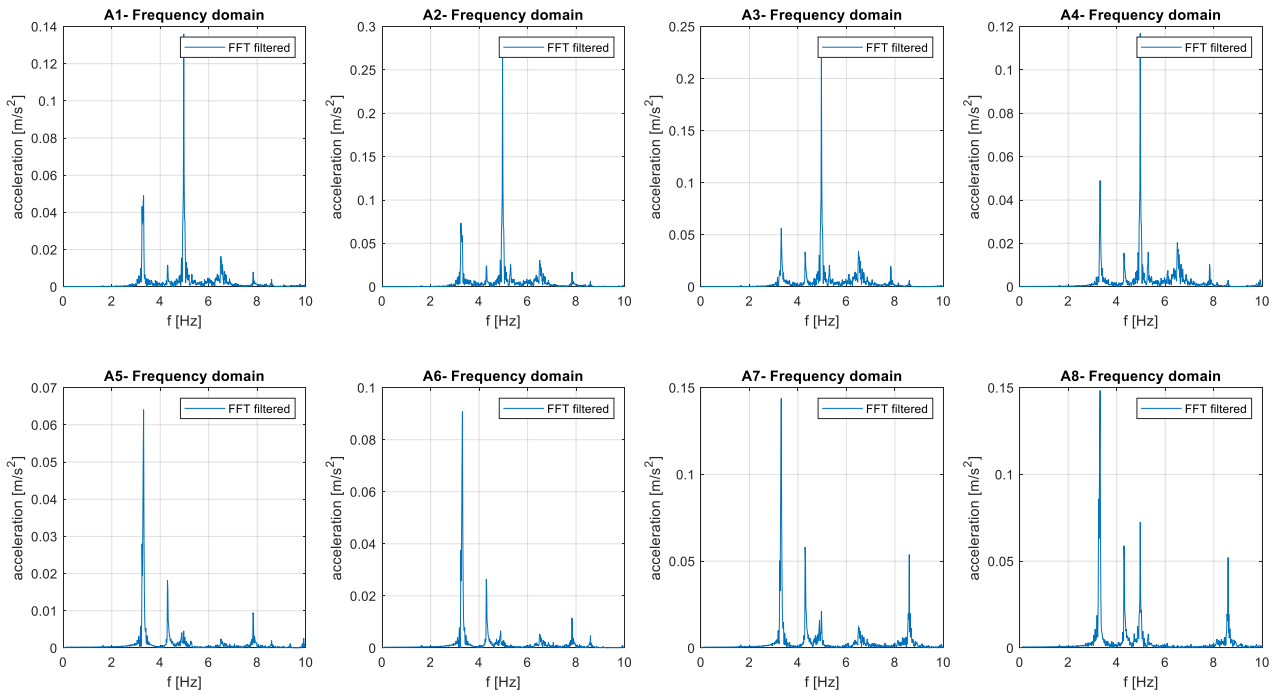 A1- Frequency domain
FFT filtered
acceleration [m/s²]
0.14
0.12
0.1
0.08
0.06
0.04
0.02
0
0 2 4 6 8 10
f [Hz]
A2- Frequency domain
FFT filtered
acceleration [m/s²]
0.3
0.25
0.2
0.15
0.1
0.05
0
0 2 4 6 8 10
f [Hz]
A3- Frequency domain
FFT filtered
acceleration [m/s²]
0.25
0.2
0.15
0.1
0.05
0
0 2 4 6 8 10
f [Hz]
A4- Frequency domain
FFT filtered
acceleration [m/s²]
0.12
0.1
0.08
0.06
0.04
0.02
0
0 2 4 6 8 10
f [Hz]
A5- Frequency domain
FFT filtered
acceleration [m/s²]
0.07
0.06
0.05
0.04
0.03
0.02
0.01
0
0 2 4 6 8 10
f [Hz]
A6- Frequency domain
FFT filtered
acceleration [m/s²]
0.1
0.08
0.06
0.04
0.02
0
0 2 4 6 8 10
f [Hz]
A7- Frequency domain
FFT filtered
acceleration [m/s²]
0.15
0.1
0.05
0
0 2 4 6 8 10
f [Hz]
A8- Frequency domain
FFT filtered
acceleration [m/s²]
0.15
0.1
0.05
0
0 2 4 6 8 10
f [Hz]